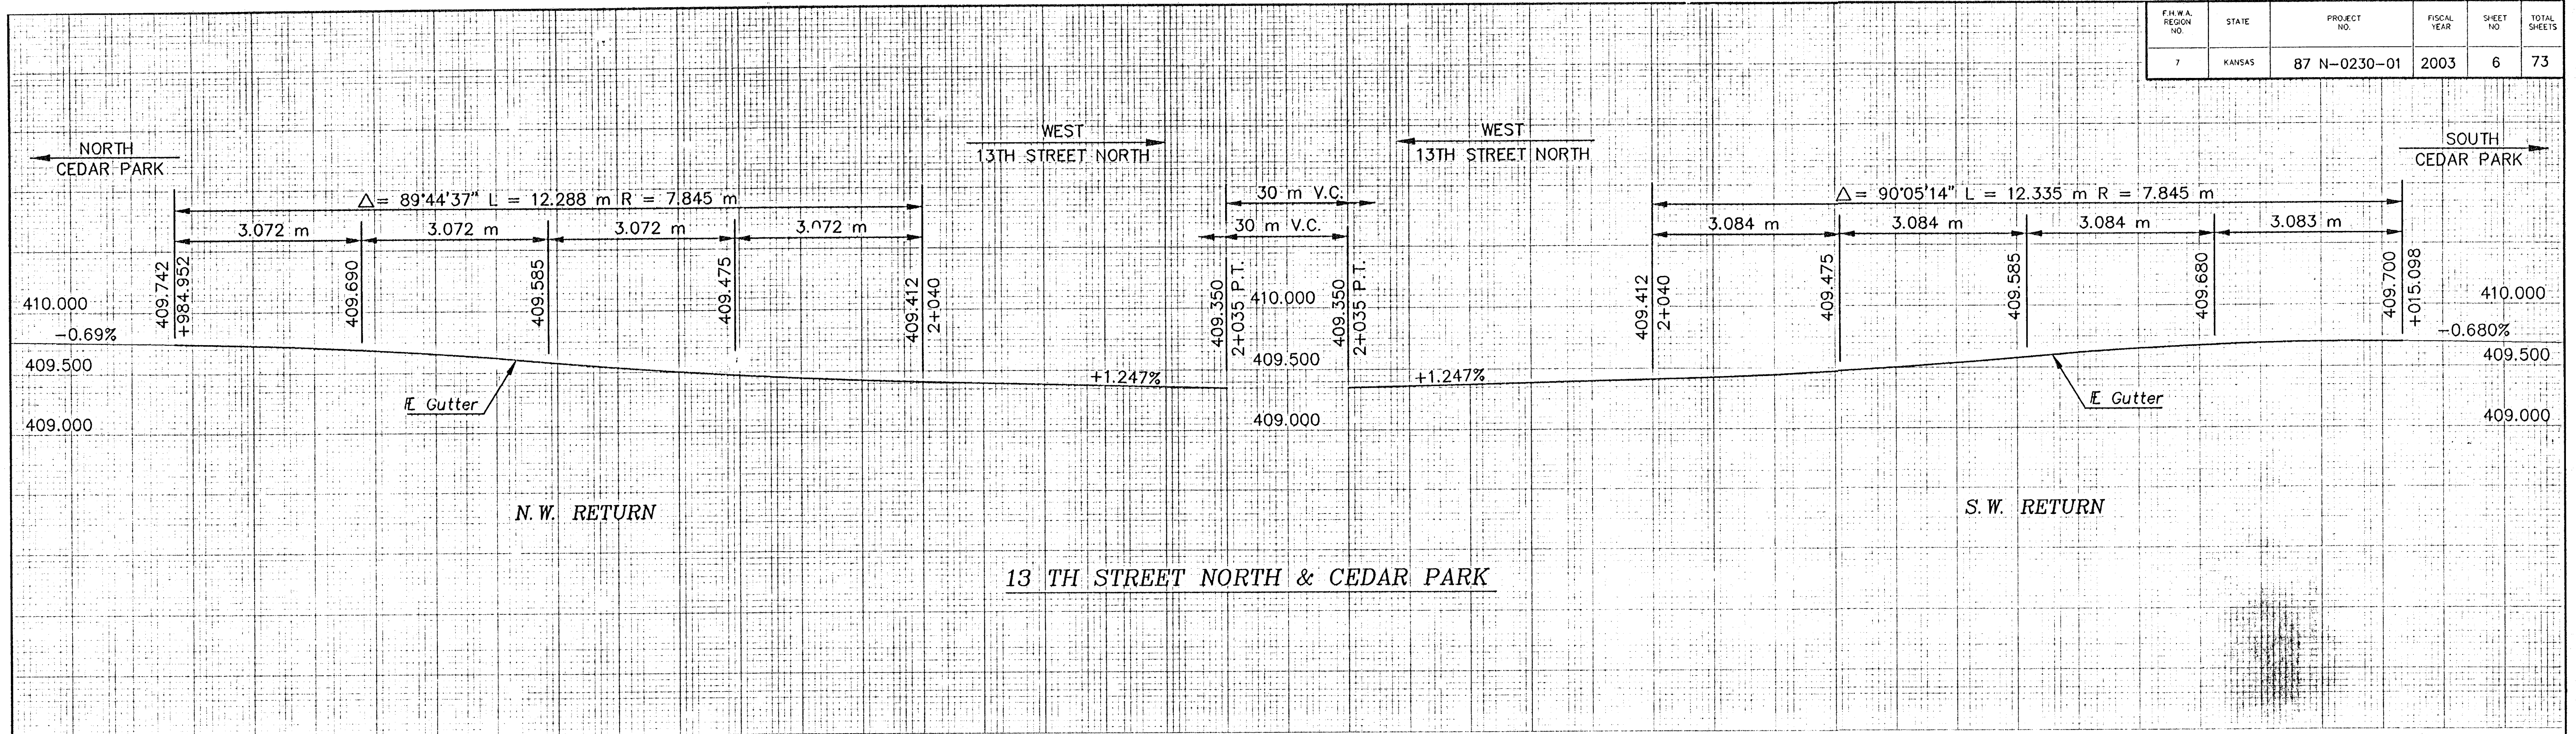 F.H.W.A. REGION NO.
STATE
PROJECT NO.
FISCAL YEAR
SHEET NO
TOTAL SHEETS
7
KANSAS
87 N-0230-01
2003
6
73
NORTH
CEDAR PARK
△= 89°44'37" L = 12.288 m R = 7.845 m
3.072 m
3.072 m
3.072 m
3.072 m
409.742
+984.952
409.690
409.585
409.475
409.412
2+040
410.000
-0.69%
409.500
409.000
Gutter
N.W. RETURN
WEST
13TH STREET NORTH
+1.247%
30 m V.C.
30 m V.C.
409.350
2+035 P.T.
410.000
409.350
2+035 P.T.
409.500
409.000
WEST
13TH STREET NORTH
+1.247%
△= 90°05'14" L = 12.335 m R = 7.845 m
3.084 m
3.084 m
3.084 m
3.083 m
409.412
2+040
409.475
409.585
409.680
409.700
+015.098
SOUTH
CEDAR PARK
410.000
-0.680%
409.500
409.000
Gutter
S.W. RETURN
13 TH STREET NORTH & CEDAR PARK